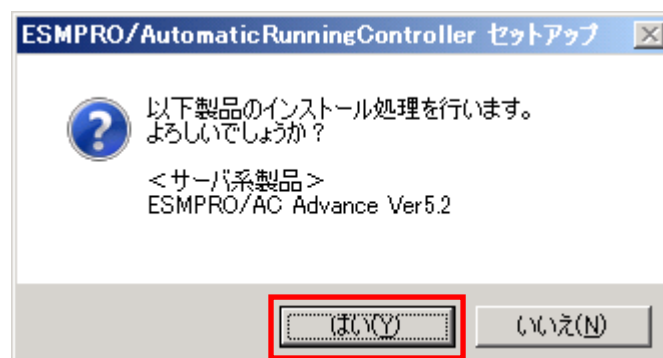 ESMPRO/AutomaticRunningController セットアップ
以下製品のインストール処理を行います。
よろしいでしょうか？
＜サーバ系製品＞
ESMPRO/AC Advance Ver5.2
はい(Y)
いいえ(N)